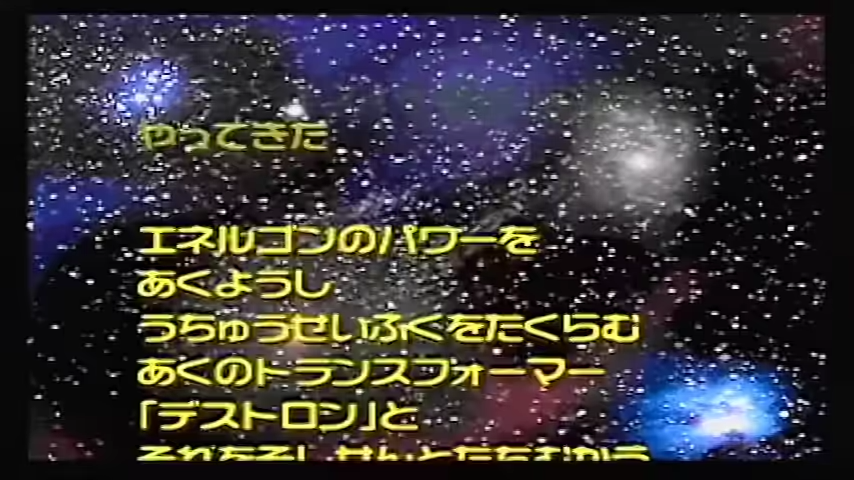 やってきた
エネルゴンのパワーを
あくようし
うちゅうせいふくをたくらむ
あくのトランスフォーマー
「デストロン」と